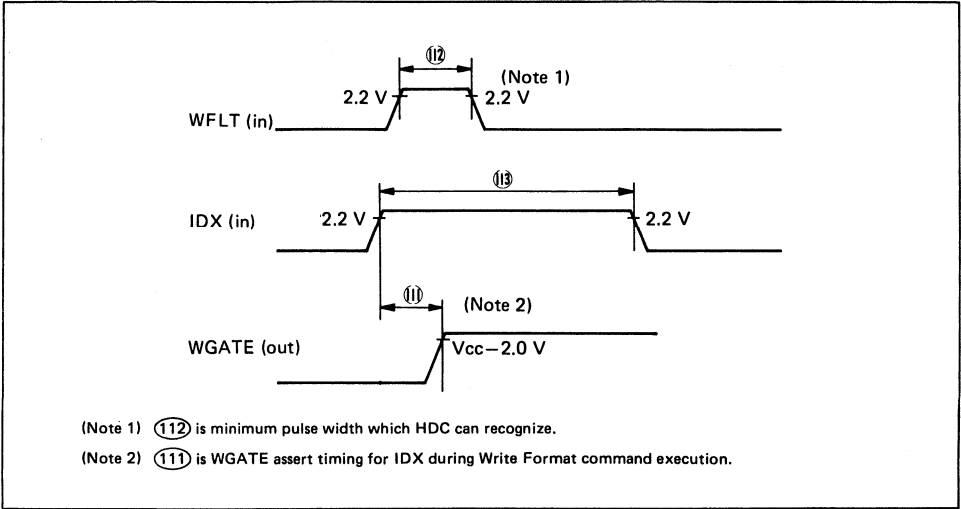 112
(Note 1)
2.2 V
2.2 V
WFLT (in)
113
IDX (in)
2.2 V
2.2 V
111
(Note 2)
WGATE (out)
Vcc−2.0 V
(Note 1) 112 is minimum pulse width which HDC can recognize.
(Note 2) 111 is WGATE assert timing for IDX during Write Format command execution.